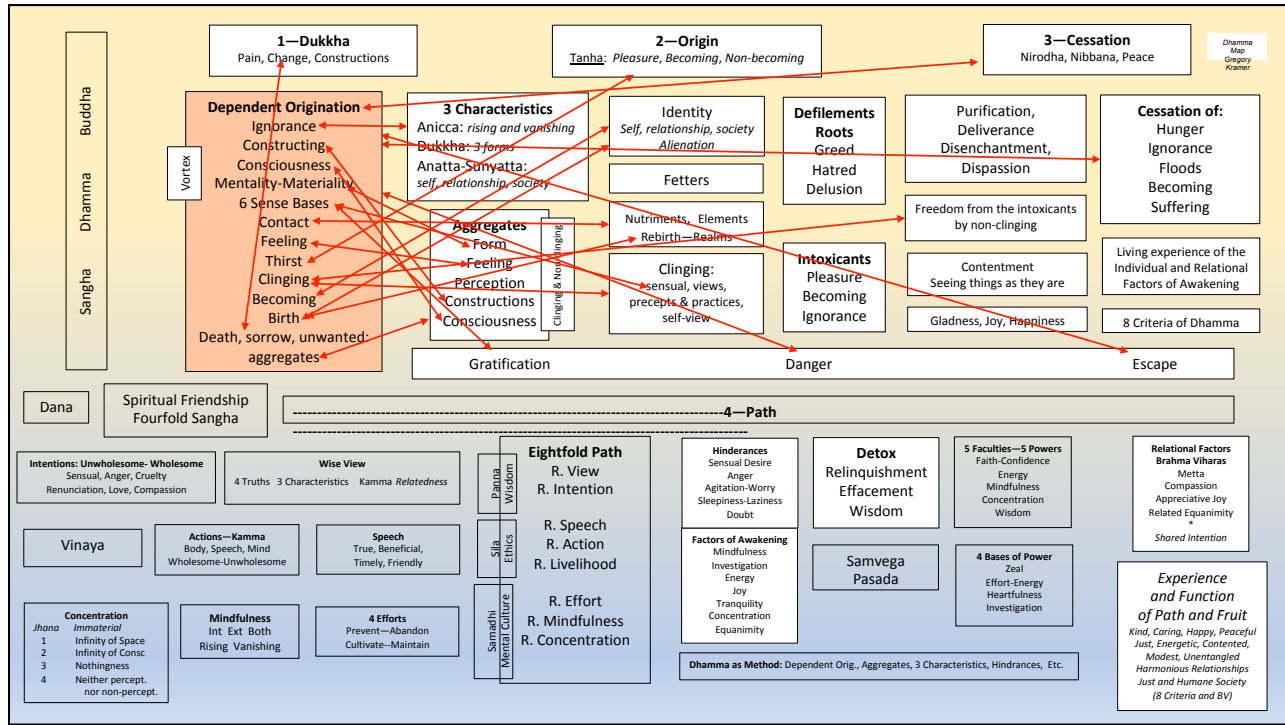 1—Dukkha
Pain, Change, Constructions
2—Origin
Tanha: Pleasure, Becoming, Non-becoming
3—Cessation
Nirodha, Nibbana, Peace
Dhamma
Map
Gregory
Kramer
Buddha
Dhamma
Sangha
Vortex
Dependent Origination
Ignorance
Constructing
Consciousness
Mentality-Materiality
6 Sense Bases
Contact
Feeling
Thirst
Clinging
Becoming
Birth
Death, sorrow, unwanted:
aggregates
3 Characteristics
Anicca: rising and vanishing
Dukkha: 3 forms
Anatta-Sunyatta:
self, relationship, society
Aggregates
Form
Feeling
Perception
Constructions
Consciousness
Clinging & Non-clinging
Identity
Self, relationship, society
Alienation
Fetters
Nutriments, Elements
Rebirth—Realms
Clinging:
sensual, views,
precepts & practices,
self-view
Defilements
Roots
Greed
Hatred
Delusion
Intoxicants
Pleasure
Becoming
Ignorance
Purification,
Deliverance
Disenchantment,
Dispassion
Freedom from the intoxicants
by non-clinging
Contentment
Seeing things as they are
Gladness, Joy, Happiness
Cessation of:
Hunger
Ignorance
Floods
Becoming
Suffering
Living experience of the
Individual and Relational
Factors of Awakening
8 Criteria of Dhamma
Gratification Danger Escape
Dana
Spiritual Friendship
Fourfold Sangha
4—Path
Intentions: Unwholesome- Wholesome
Sensual, Anger, Cruelty
Renunciation, Love, Compassion
Wise View
4 Truths 3 Characteristics Kamma Relatedness
Vinaya
Actions—Kamma
Body, Speech, Mind
Wholesome-Unwholesome
Speech
True, Beneficial,
Timely, Friendly
Concentration
Jhana Immaterial
1 Infinity of Space
2 Infinity of Consc
3 Nothingness
4 Neither percept.
nor non-percept.
Mindfulness
Int Ext Both
Rising Vanishing
4 Efforts
Prevent—Abandon
Cultivate--Maintain
Panna
Wisdom
Sila
Ethics
Samadhi
Mental Culture
Eightfold Path
R. View
R. Intention
R. Speech
R. Action
R. Livelihood
R. Effort
R. Mindfulness
R. Concentration
Hinderances
Sensual Desire
Anger
Agitation-Worry
Sleepiness-Laziness
Doubt
Factors of Awakening
Mindfulness
Investigation
Energy
Joy
Tranquility
Concentration
Equanimity
Detox
Relinquishment
Effacement
Wisdom
Samvega
Pasada
5 Faculties—5 Powers
Faith-Confidence
Energy
Mindfulness
Concentration
Wisdom
4 Bases of Power
Zeal
Effort-Energy
Heartfulness
Investigation
Dhamma as Method: Dependent Orig., Aggregates, 3 Characteristics, Hindrances, Etc.
Relational Factors
Brahma Viharas
Metta
Compassion
Appreciative Joy
Related Equanimity
*
Shared Intention
Experience
and Function
of Path and Fruit
Kind, Caring, Happy, Peaceful
Just, Energetic, Contented,
Modest, Unentangled
Harmonious Relationships
Just and Humane Society
(8 Criteria and BV)